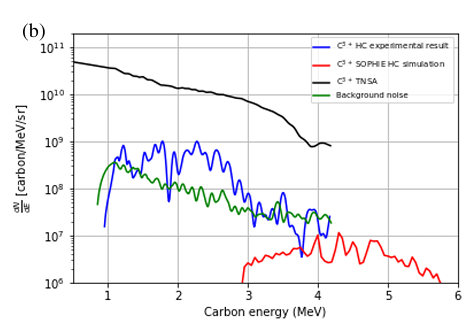 (b)
10¹¹
10¹⁰
10⁹
10⁸
10⁷
10⁶
dN/dE [carbon/MeV/sr]
C³⁺ HC experimental result
C³⁺ SOPHIE HC simulation
C³⁺ TNSA
Background noise
1 2 3 4 5 6
Carbon energy (MeV)